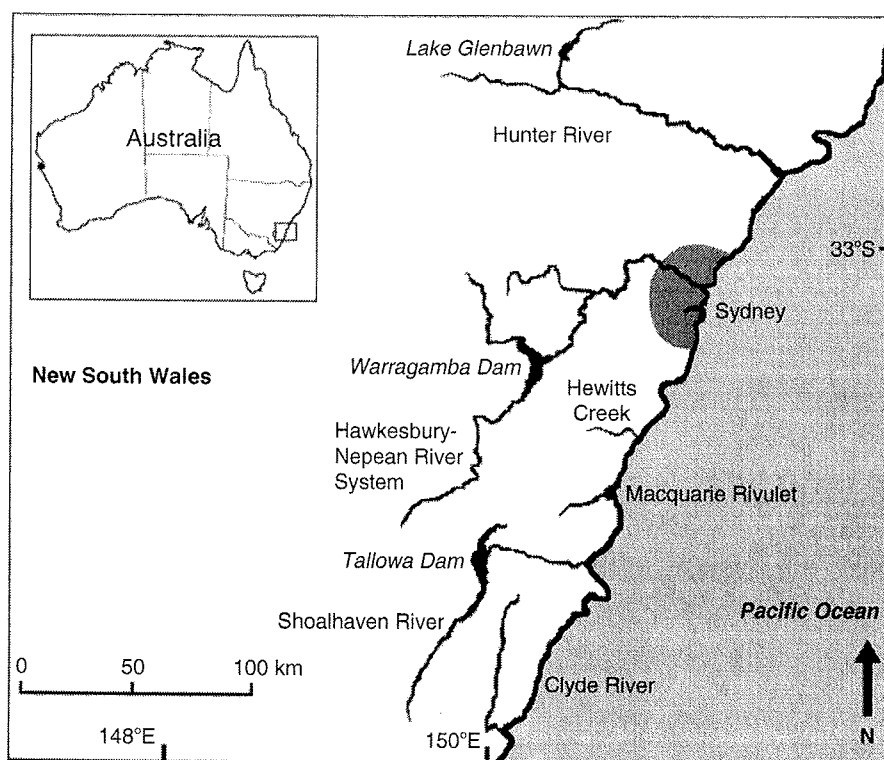 Australia
Lake Glenbawn
Hunter River
33°S
Sydney
Warragamba Dam
New South Wales
Hewitts
Creek
Hawkesbury-
Nepean River
System
Macquarie Rivulet
Tallowa Dam
Pacific Ocean
Shoalhaven River
0 50 100 km
Clyde River
148°E
150°E
N